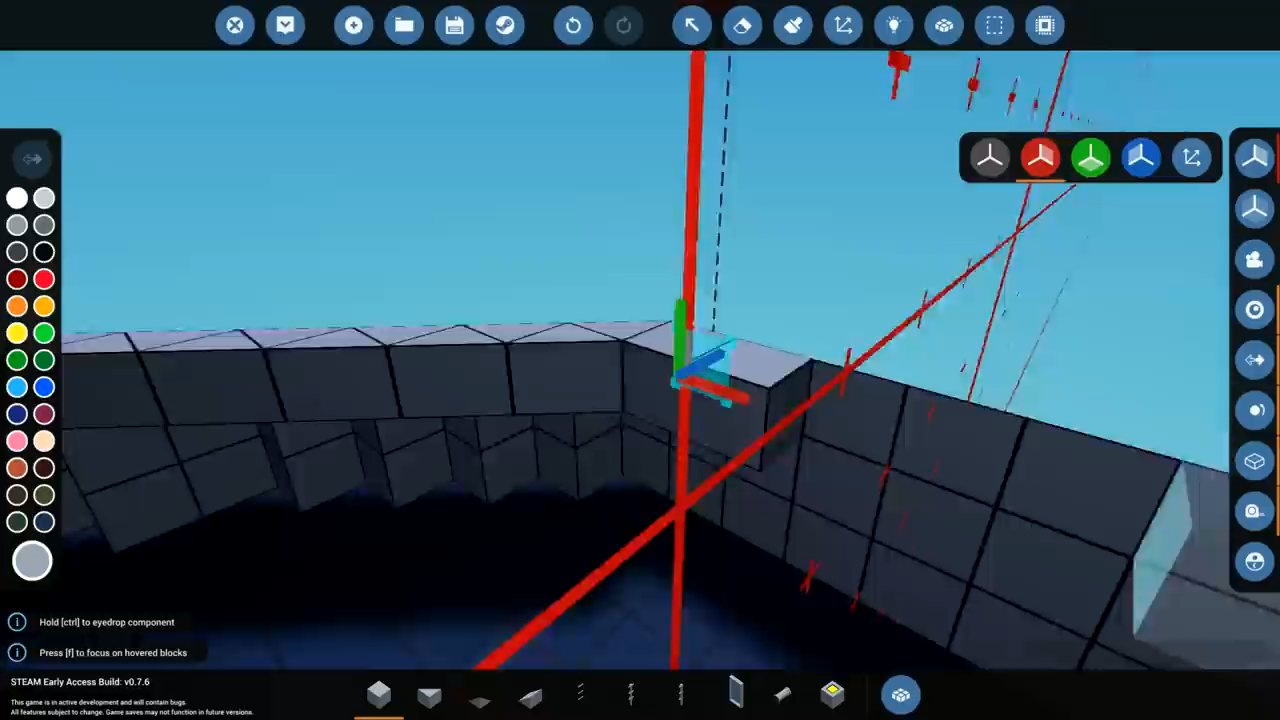 Hold [ctrl] to eyedrop component
Press [f] to focus on hovered blocks
STEAM Early Access Build: v0.7.6
This game is in active development and will contain bugs.
All features subject to change. Game saves may not function in future versions.